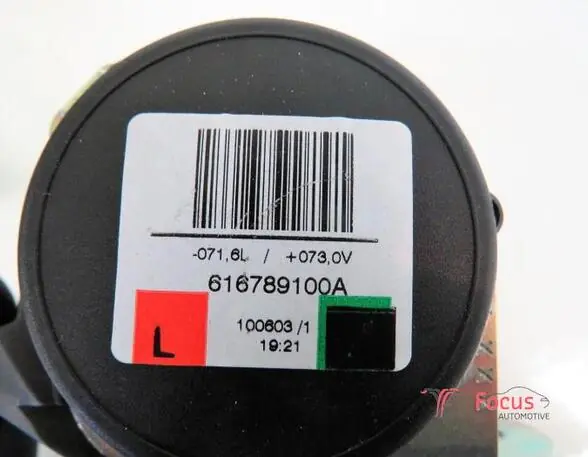 -071,6L / +073,0V
616789100A
L
100603 /1
19:21
Focus
AUTOMOTIVE